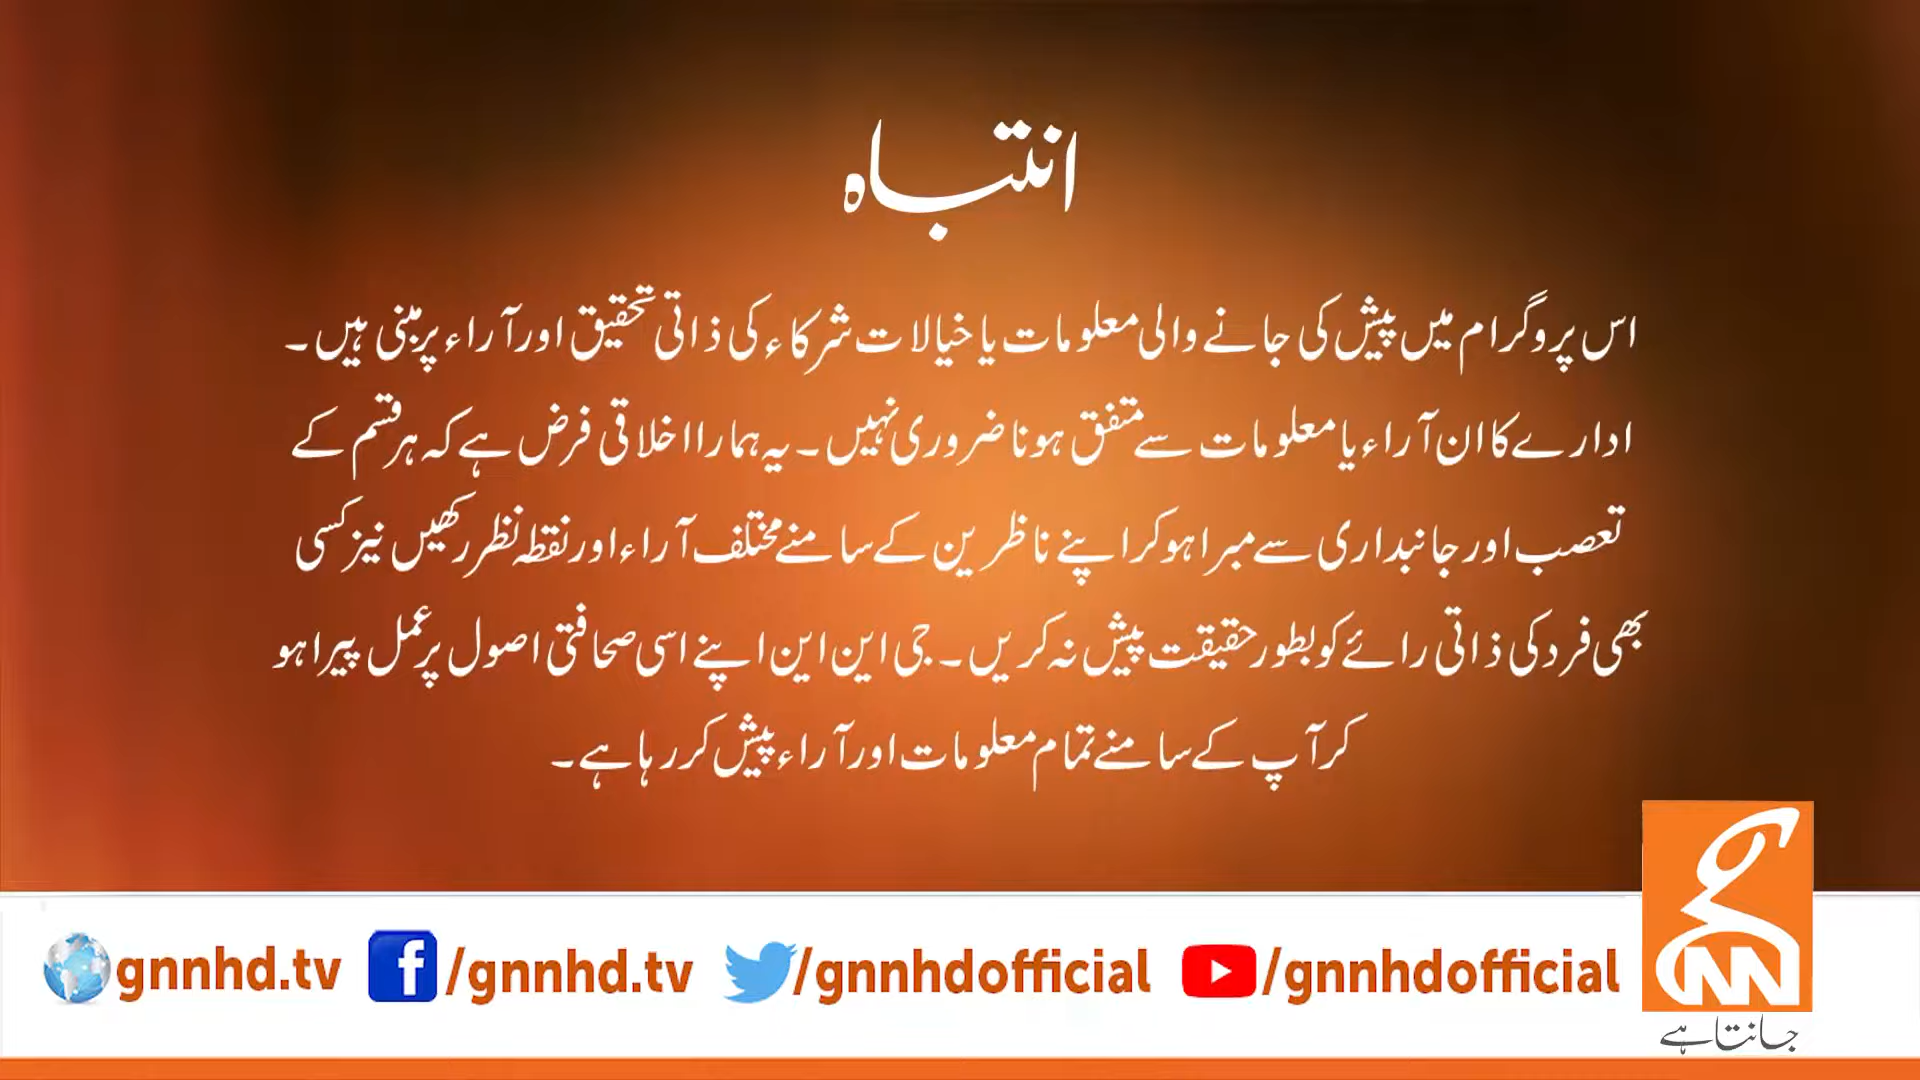 انتباہ
اس پروگرام میں پیش کی جانے والی معلومات یا خیالات شرکاء کی ذاتی تحقیق اور آراء پر مبنی ہیں۔
ادارے کا ان آراء یا معلومات سے متفق ہونا ضروری نہیں۔ یہ ہمارا اخلاقی فرض ہے کہ ہر قسم کے
تعصب اور جانبداری سے مبرا ہو کر اپنے ناظرین کے سامنے مختلف آراء اور نقطہ نظر رکھیں نیز کسی
بھی فرد کی ذاتی رائے کو بطور حقیقت پیش نہ کریں۔ جی این این اپنے اسی صحافتی اصول پر عمل پیرا ہو
کر آپ کے سامنے تمام معلومات اور آراء پیش کر رہا ہے۔
gnnhd.tv /gnnhd.tv /gnnhdofficial /gnnhdofficial
GNN
جانتا ہے